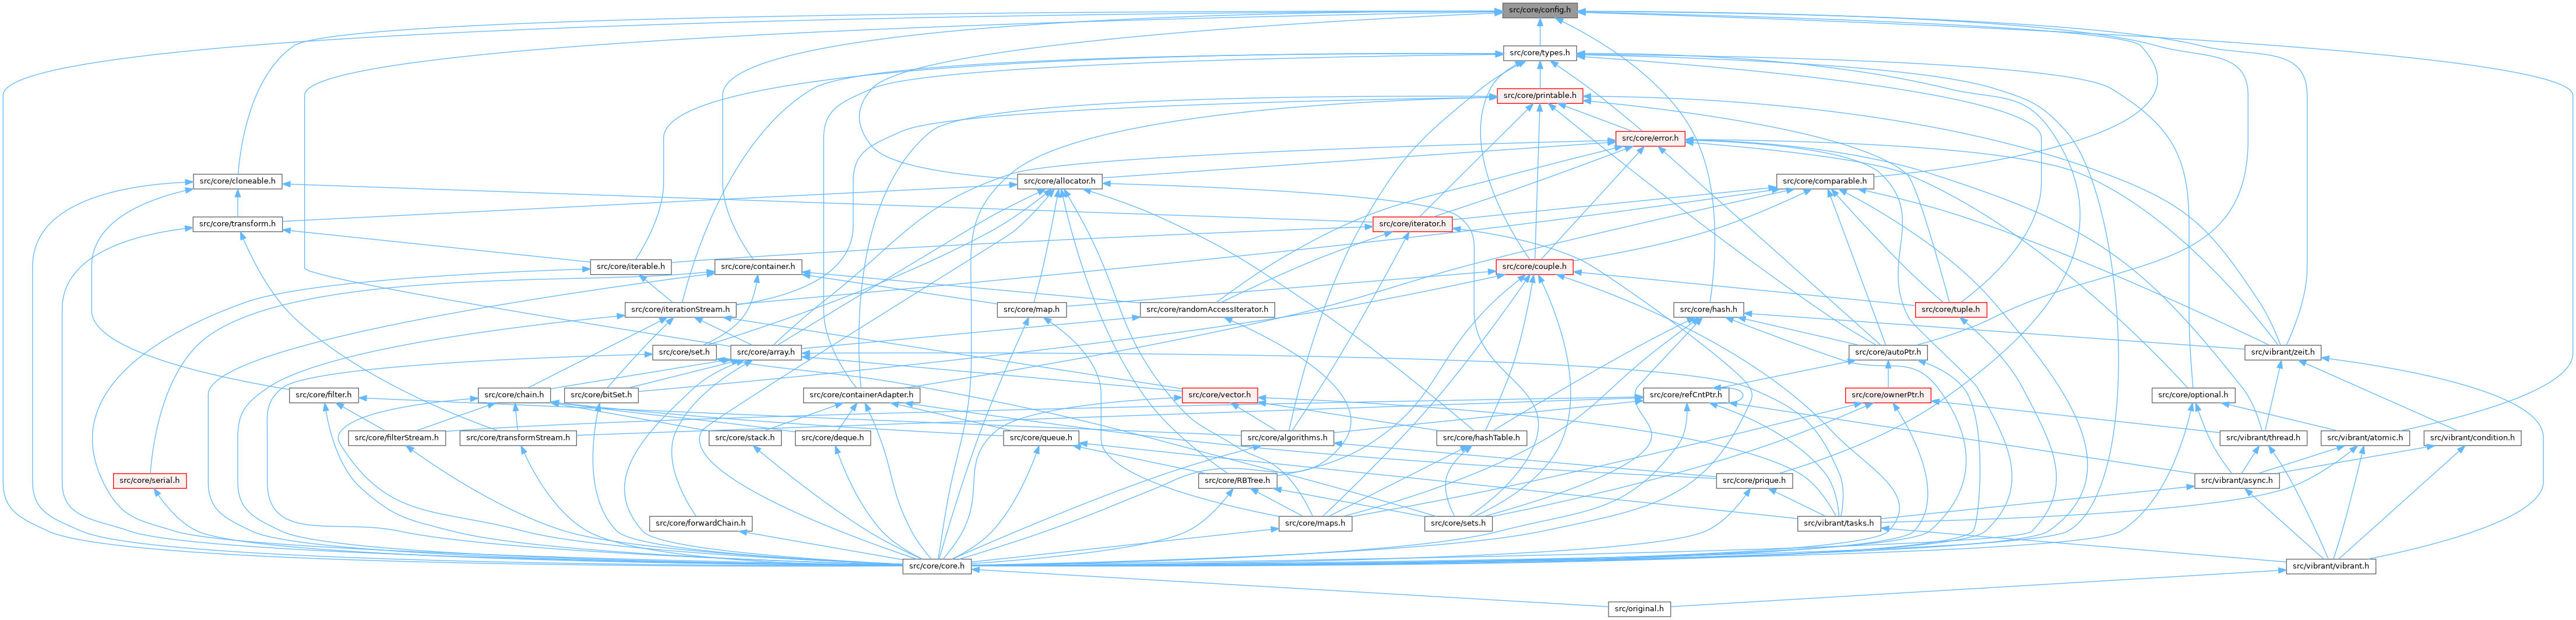 src/core/config.h
src/core/types.h
src/core/printable.h
src/core/error.h
src/core/cloneable.h
src/core/allocator.h
src/core/comparable.h
src/core/transform.h
src/core/iterator.h
src/core/iterable.h
src/core/container.h
src/core/couple.h
src/core/iterationStream.h
src/core/map.h
src/core/randomAccessIterator.h
src/core/hash.h
src/core/tuple.h
src/core/set.h
src/core/array.h
src/core/autoPtr.h
src/vibrant/zeit.h
src/core/filter.h
src/core/chain.h
src/core/bitSet.h
src/core/containerAdapter.h
src/core/vector.h
src/core/refCntPtr.h
src/core/ownerPtr.h
src/core/optional.h
src/core/filterStream.h
src/core/transformStream.h
src/core/stack.h
src/core/deque.h
src/core/queue.h
src/core/algorithms.h
src/core/hashTable.h
src/vibrant/thread.h
src/vibrant/atomic.h
src/vibrant/condition.h
src/core/serial.h
src/core/RBTree.h
src/core/prique.h
src/vibrant/async.h
src/core/forwardChain.h
src/core/maps.h
src/core/sets.h
src/vibrant/tasks.h
src/core/core.h
src/vibrant/vibrant.h
src/original.h